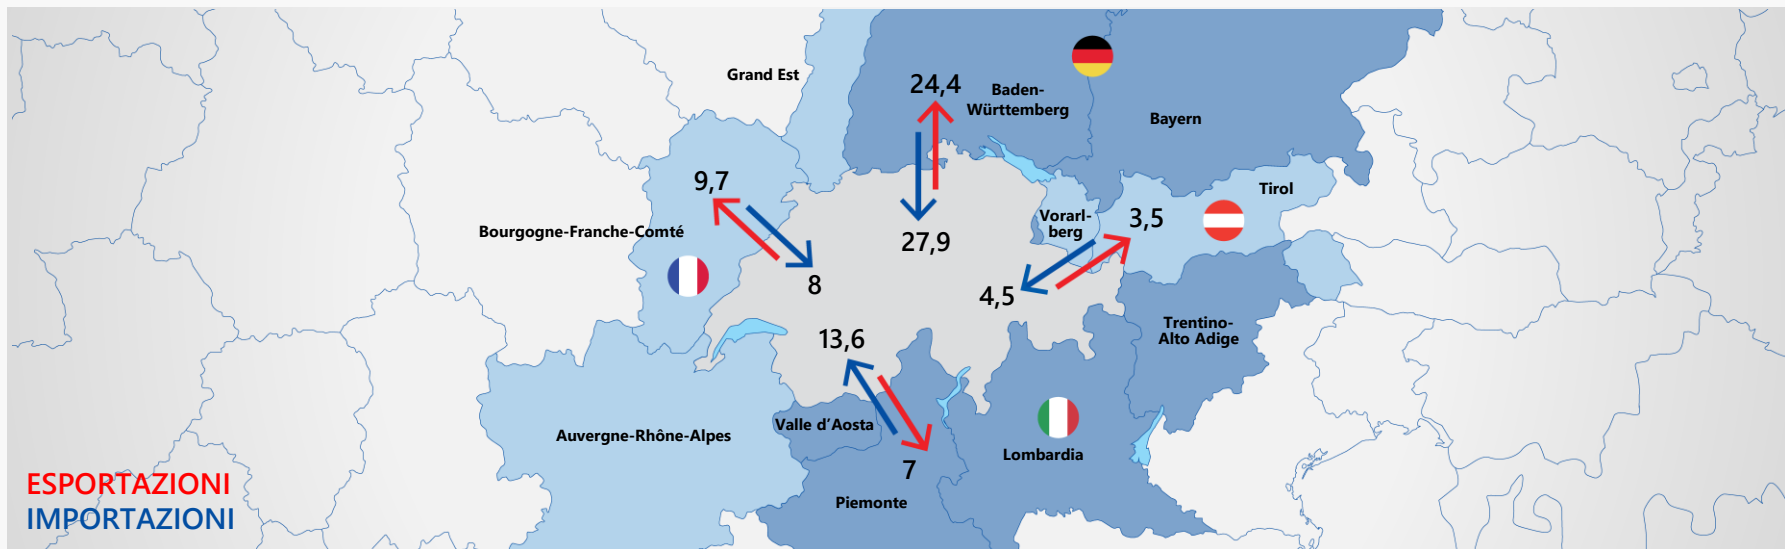 Grand Est
24,4
Baden-
Württemberg
Bayern
9,7
Tirol
Bourgogne-Franche-Comté
Vorarl-
berg
3,5
27,9
8
4,5
13,6
Trentino-
Alto Adige
Valle d’Aosta
Auvergne-Rhône-Alpes
7
Lombardia
Piemonte
ESPORTAZIONI
IMPORTAZIONI